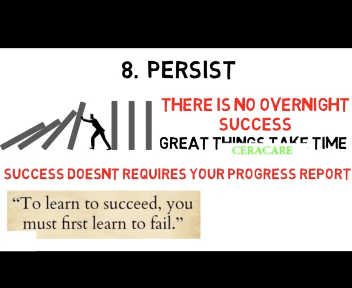 8. PERSIST
THERE IS NO OVERNIGHT
SUCCESS
GREAT THINGS TAKE TIME
CERACARE
SUCCESS DOESNT REQUIRES YOUR PROGRESS REPORT
“To learn to succeed, you
must first learn to fail.”